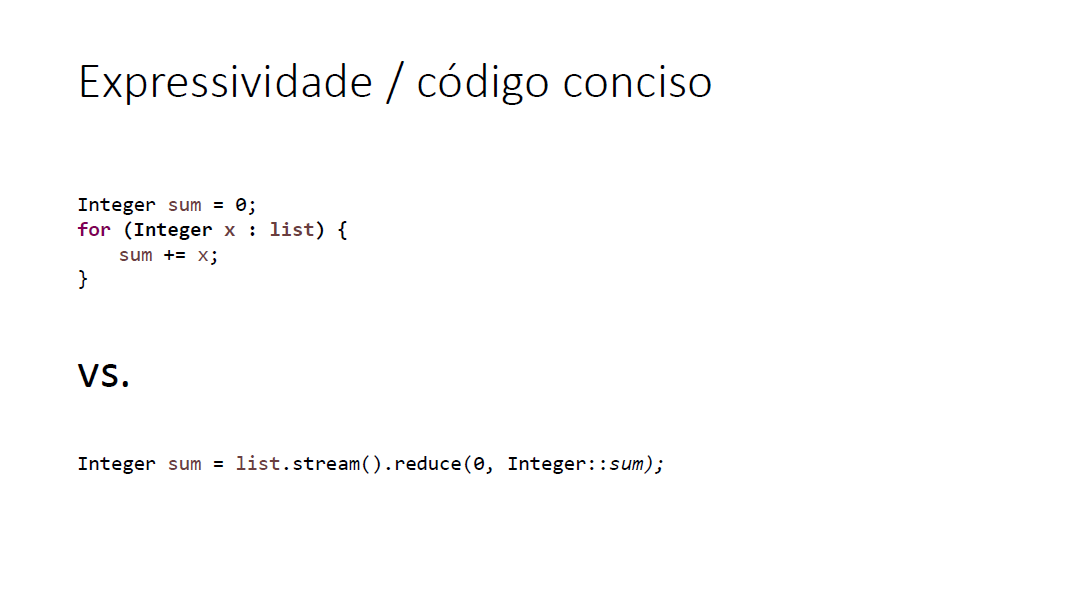 Expressividade / código conciso
Integer sum = 0;
for (Integer x : list) {
    sum += x;
}
vs.
Integer sum = list.stream().reduce(0, Integer::sum);